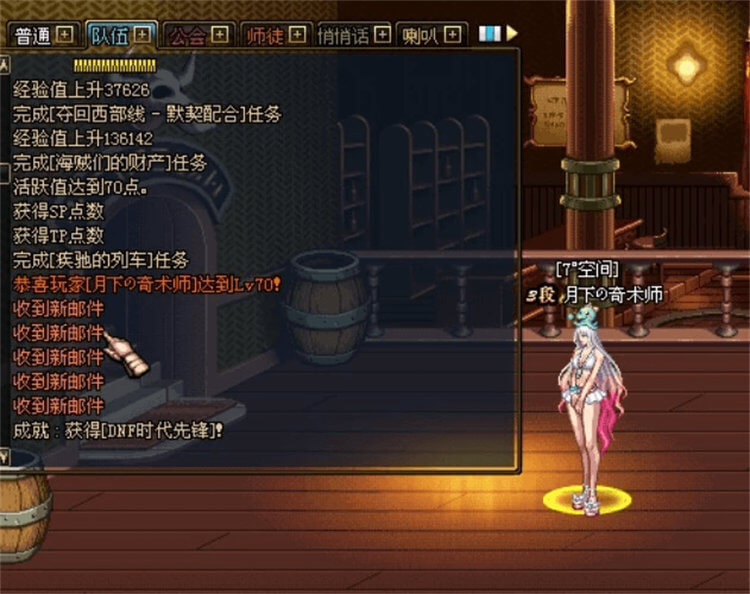 普通 队伍 公会 师徒 悄悄话 喇叭
经验值上升37626
完成[夺回西部线 - 默契配合]任务
经验值上升136142
完成[海贼们的财产]任务
活跃值达到70点。
获得SP点数
获得TP点数
完成[疾驰的列车]任务
恭喜玩家[月下の奇术师]达到Lv70!
收到新邮件
收到新邮件
收到新邮件
收到新邮件
收到新邮件
成就：获得[DNF时代先锋]!
[7°空间]
3段 月下の奇术师